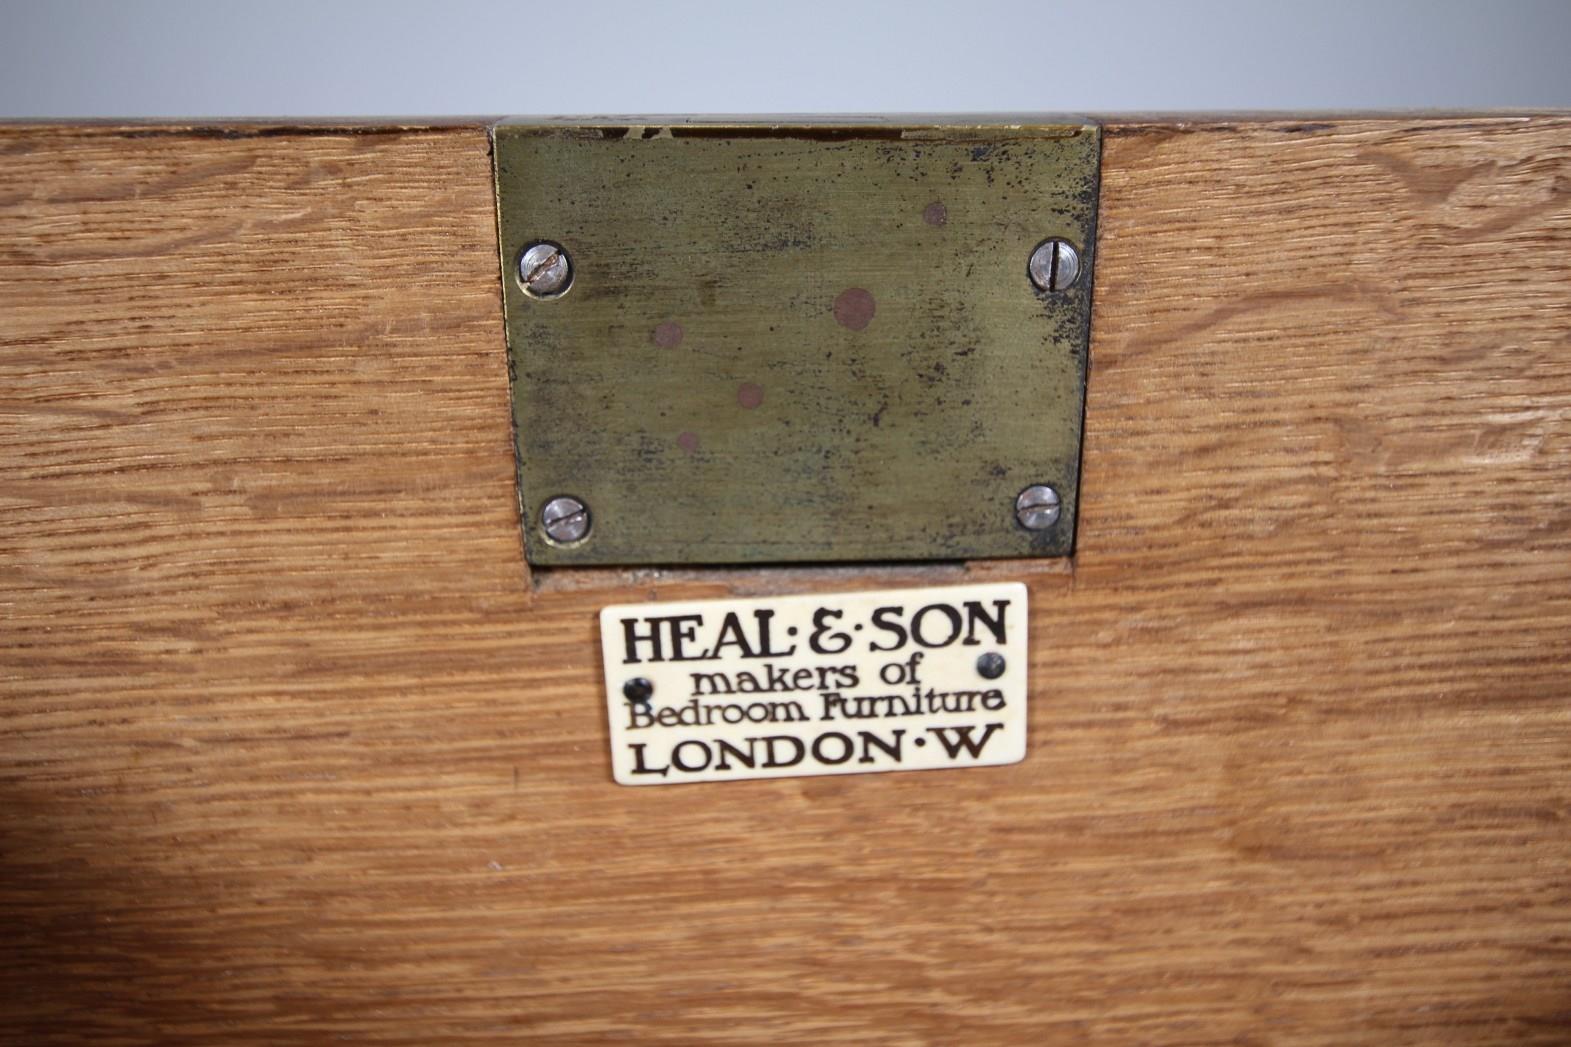 HEAL·&·SON
makers of
Bedroom Furniture
LONDON·W